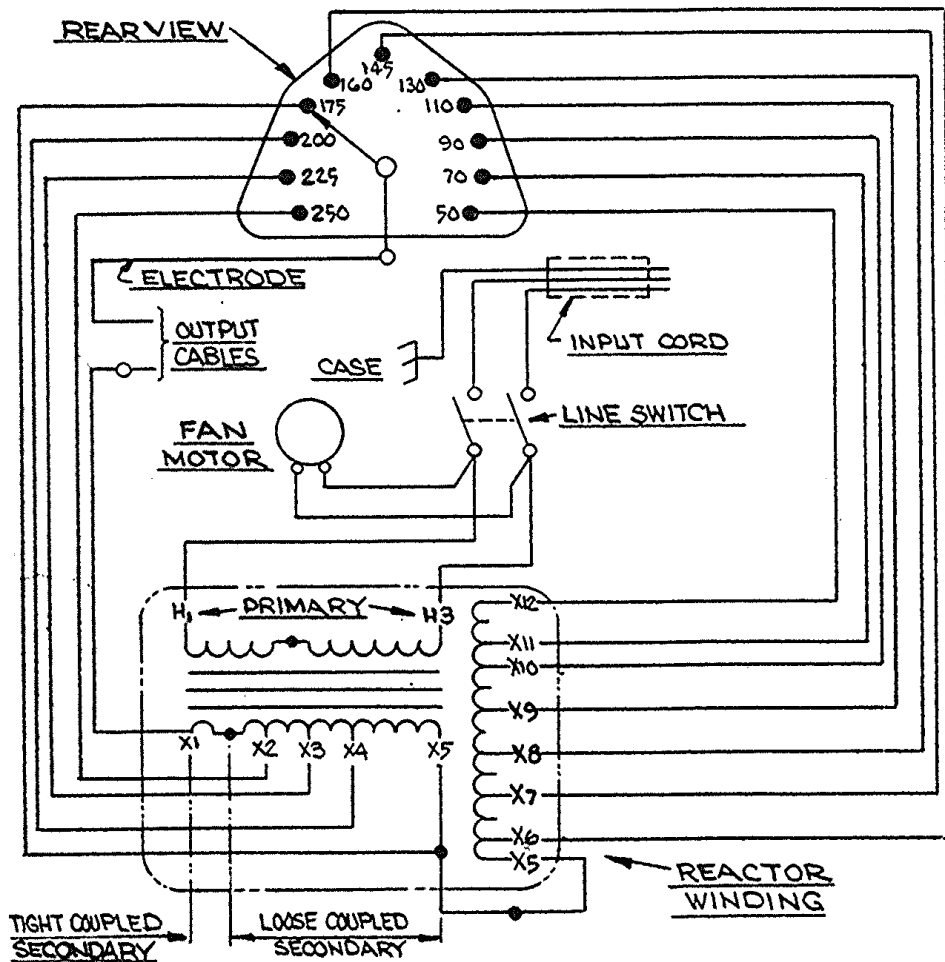 REAR VIEW
145
160
130
175
110
200
90
225
70
250
50
ELECTRODE
OUTPUT
CABLES
INPUT CORD
CASE
LINE SWITCH
FAN
MOTOR
H1
PRIMARY
H3
X12
X11
X10
X9
X8
X7
X6
X5
X1
X2
X3
X4
X5
REACTOR
WINDING
TIGHT COUPLED
SECONDARY
LOOSE COUPLED
SECONDARY